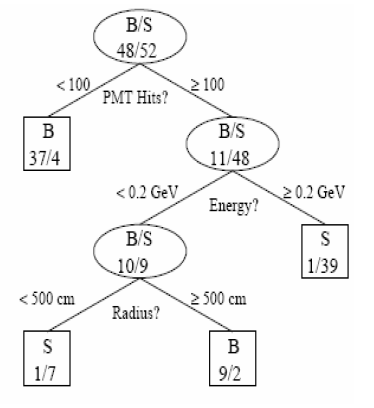 B/S
48/52
< 100
≥ 100
PMT Hits?
B
37/4
B/S
11/48
< 0.2 GeV
≥ 0.2 GeV
Energy?
B/S
10/9
S
1/39
< 500 cm
≥ 500 cm
Radius?
S
1/7
B
9/2